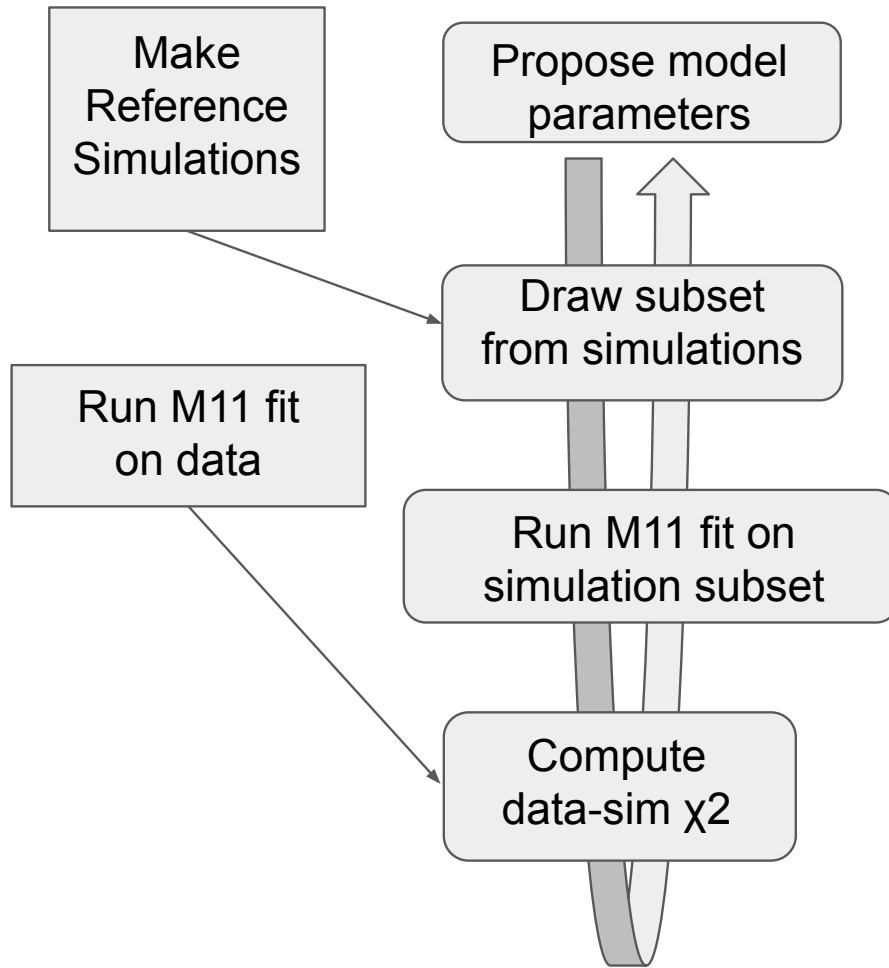 Make
Reference
Simulations
Propose model
parameters
Draw subset
from simulations
Run M11 fit
on data
Run M11 fit on
simulation subset
Compute
data-sim χ2